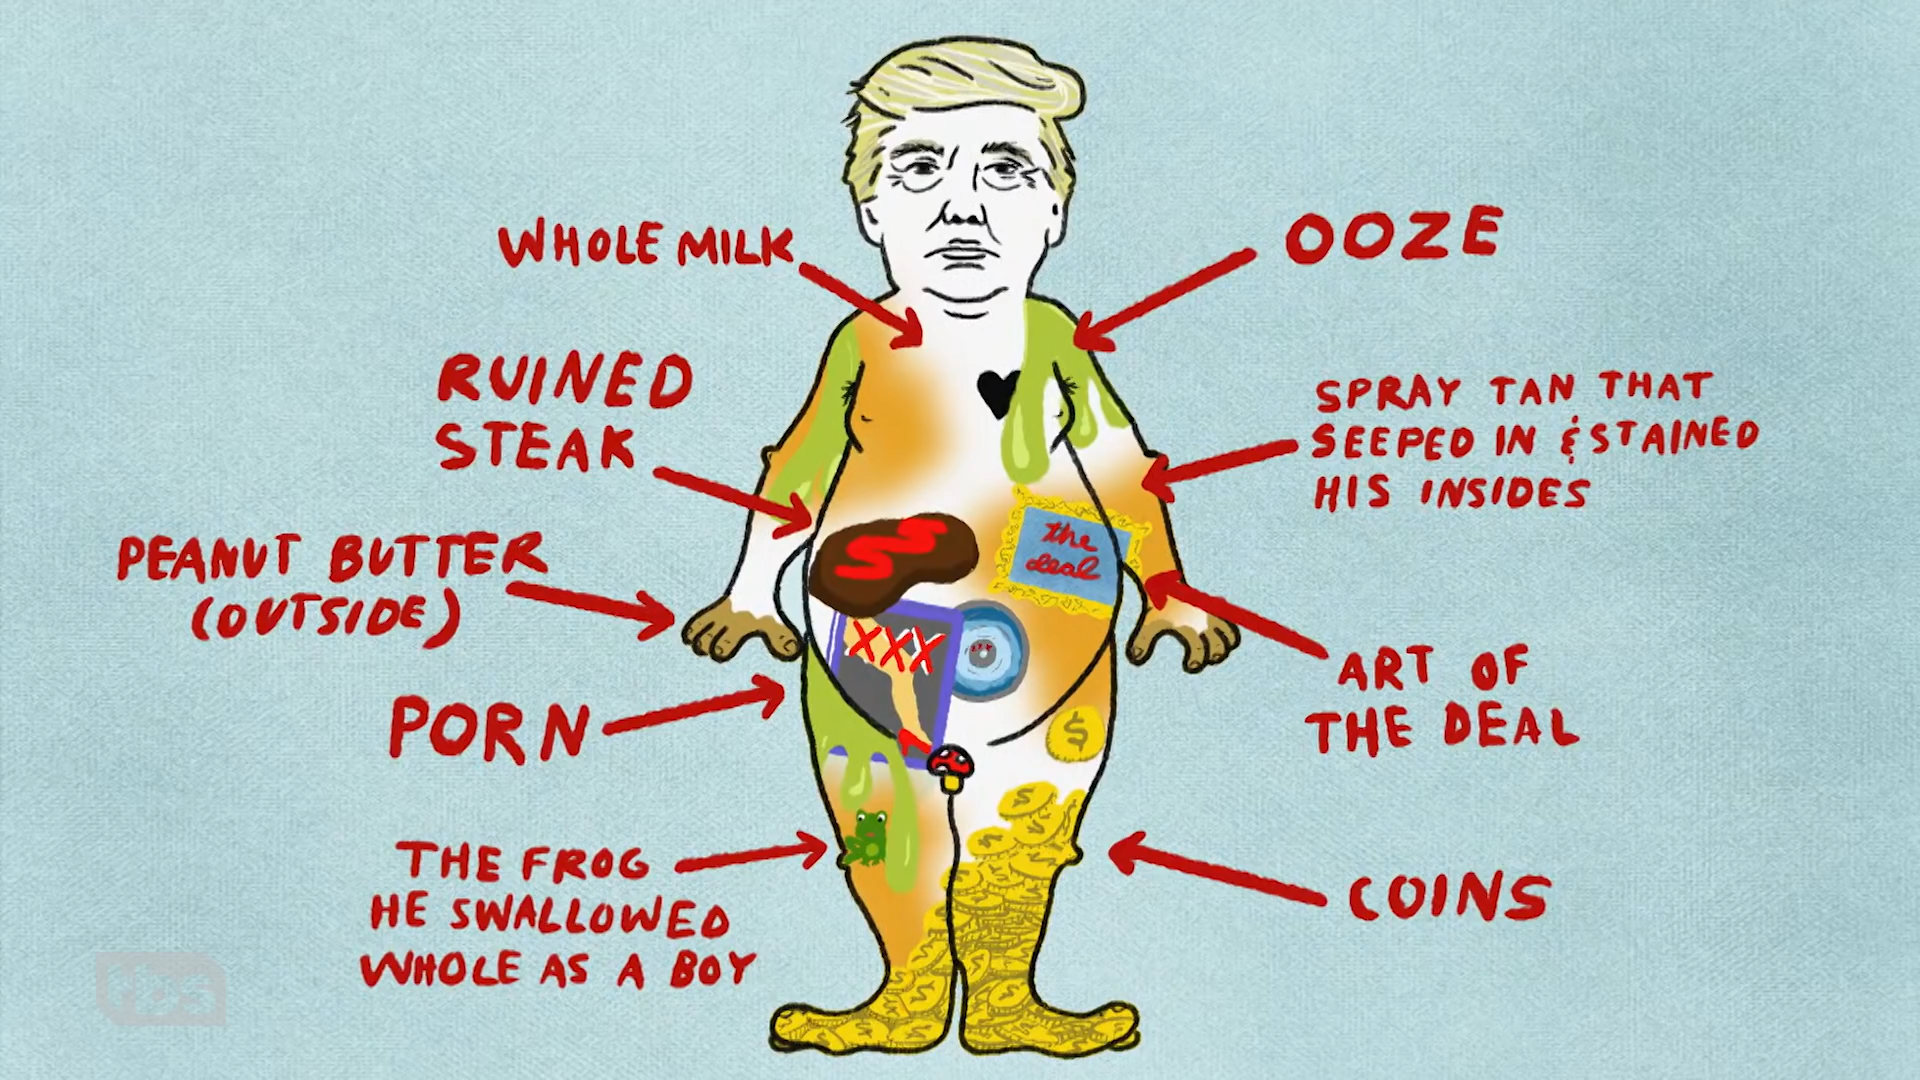 WHOLE MILK
OOZE
RUINED
STEAK
SPRAY TAN THAT
SEEPED IN & STAINED
HIS INSIDES
PEANUT BUTTER
(OUTSIDE)
the
deal
XXX
PORN
ART OF
THE DEAL
$
THE FROG
HE SWALLOWED
WHOLE AS A BOY
COINS
tbs